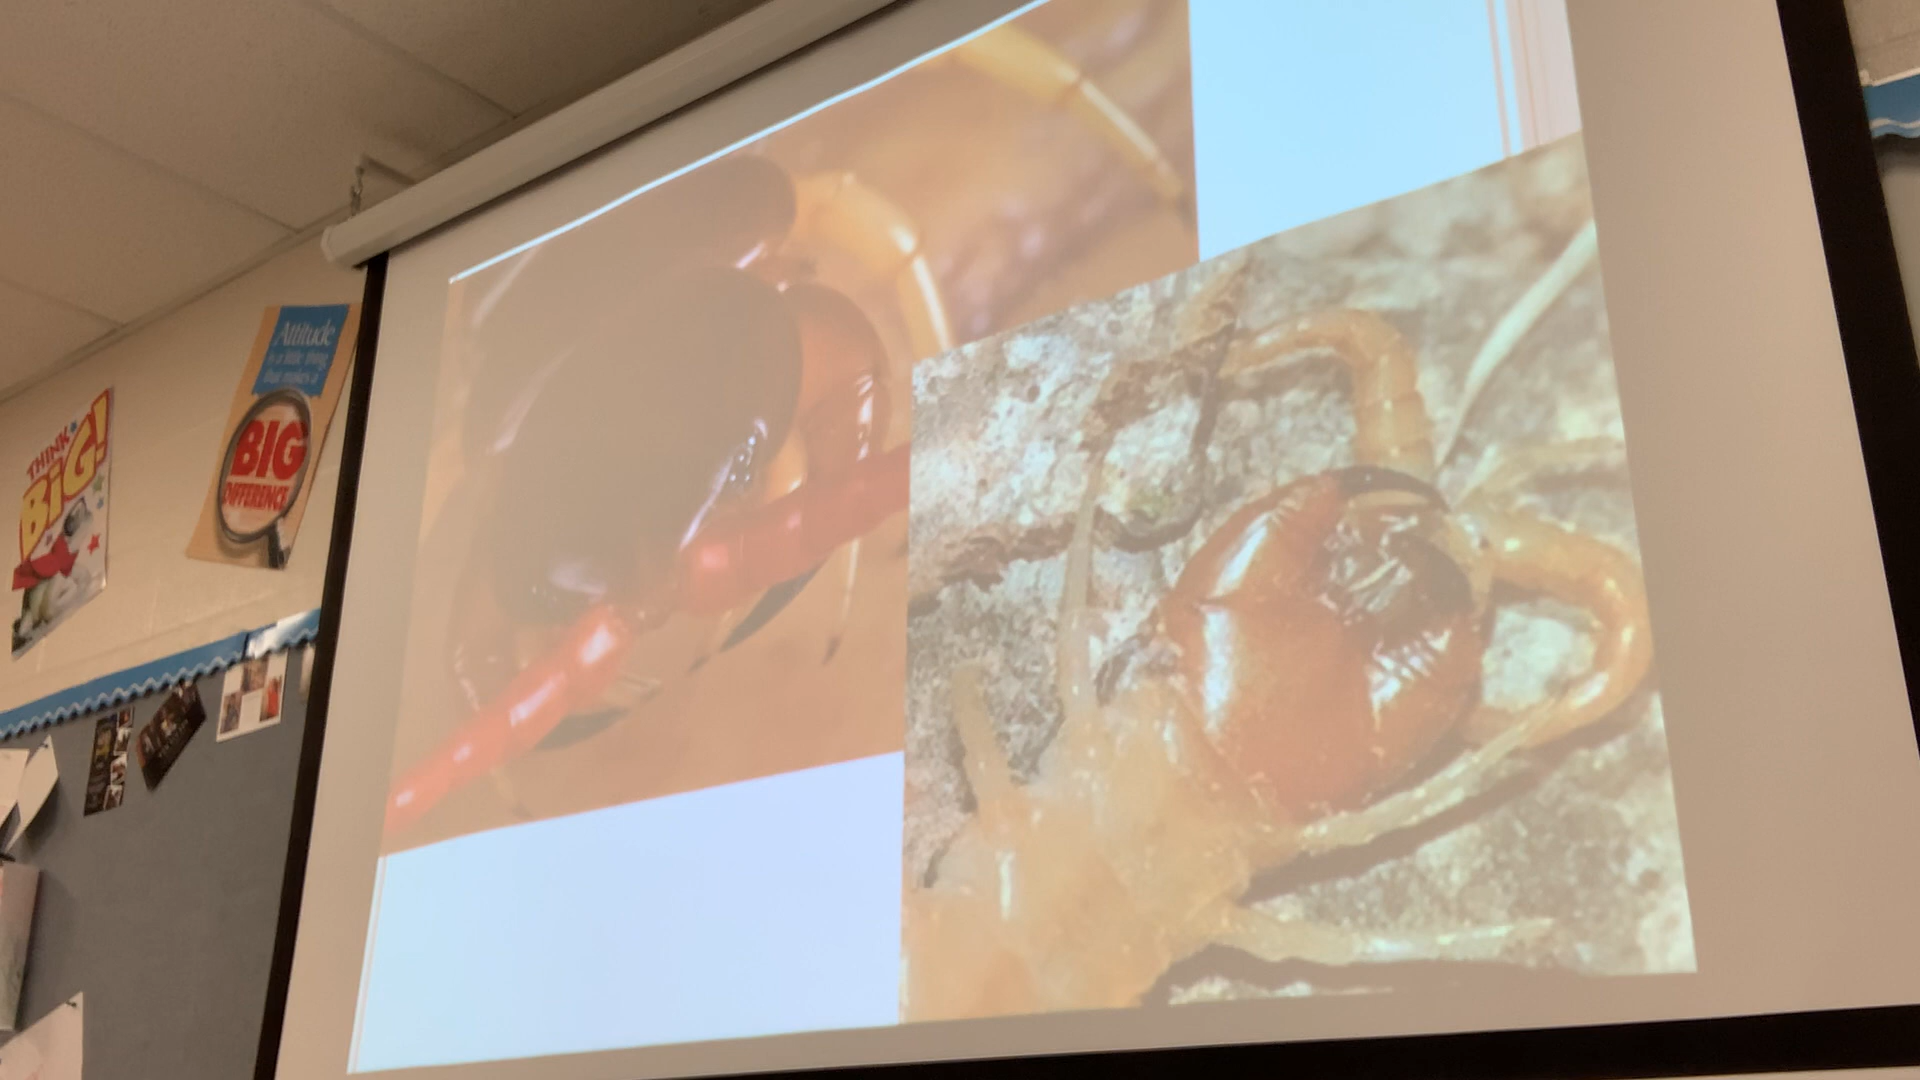 THINK
BiG!
Attitude
is a little thing
that makes a
BIG
DIFFERENCE